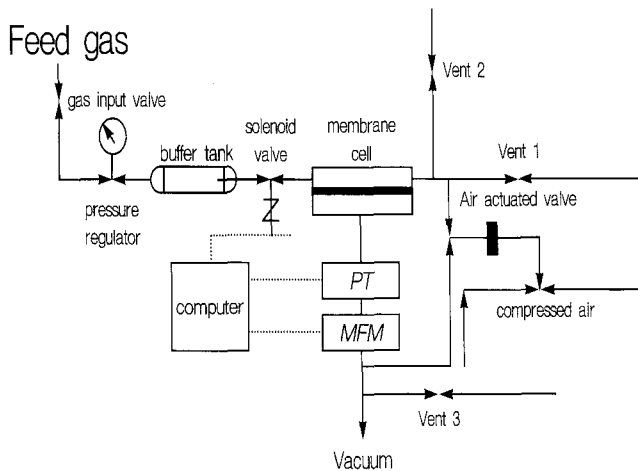 Feed gas
Vent 2
gas input valve
solenoid
valve
membrane
cell
buffer tank
Vent 1
pressure
regulator
Air actuated valve
computer
PT
MFM
compressed air
Vent 3
Vacuum